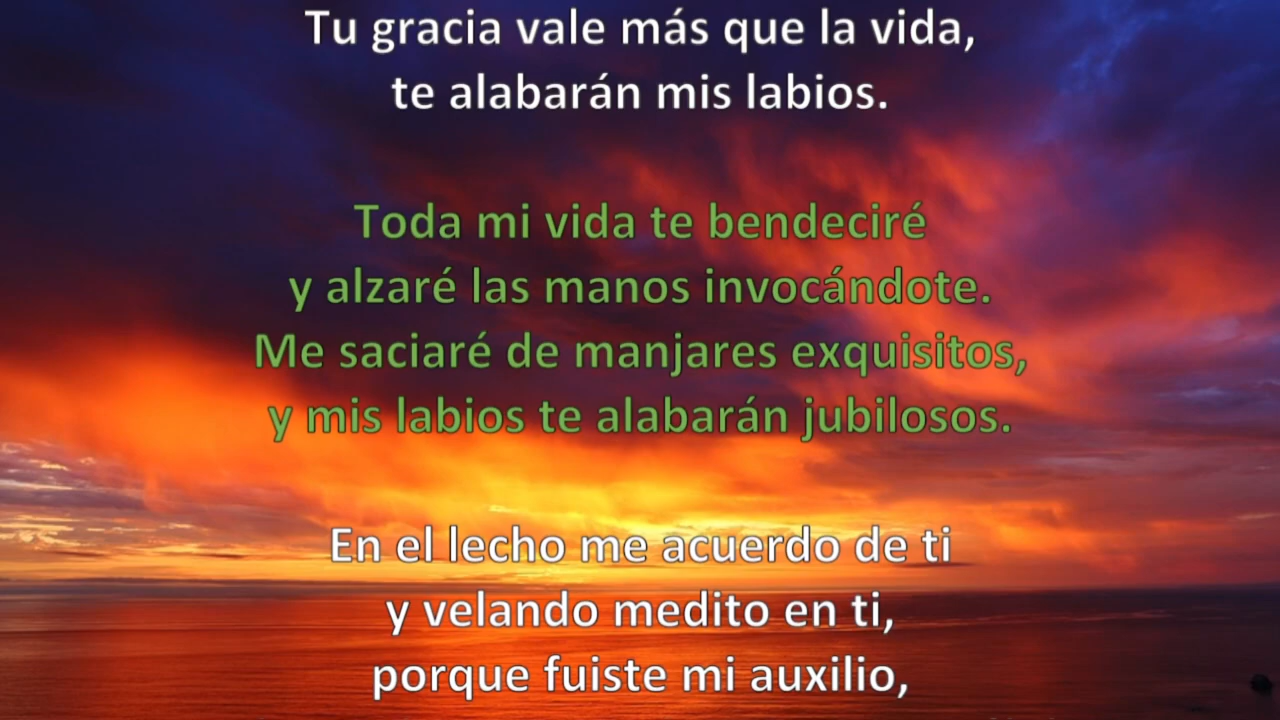 Tu gracia vale más que la vida,
te alabarán mis labios.
Toda mi vida te bendeciré
y alzaré las manos invocándote.
Me saciaré de manjares exquisitos,
y mis labios te alabarán jubilosos.
En el lecho me acuerdo de ti
y velando medito en ti,
porque fuiste mi auxilio,